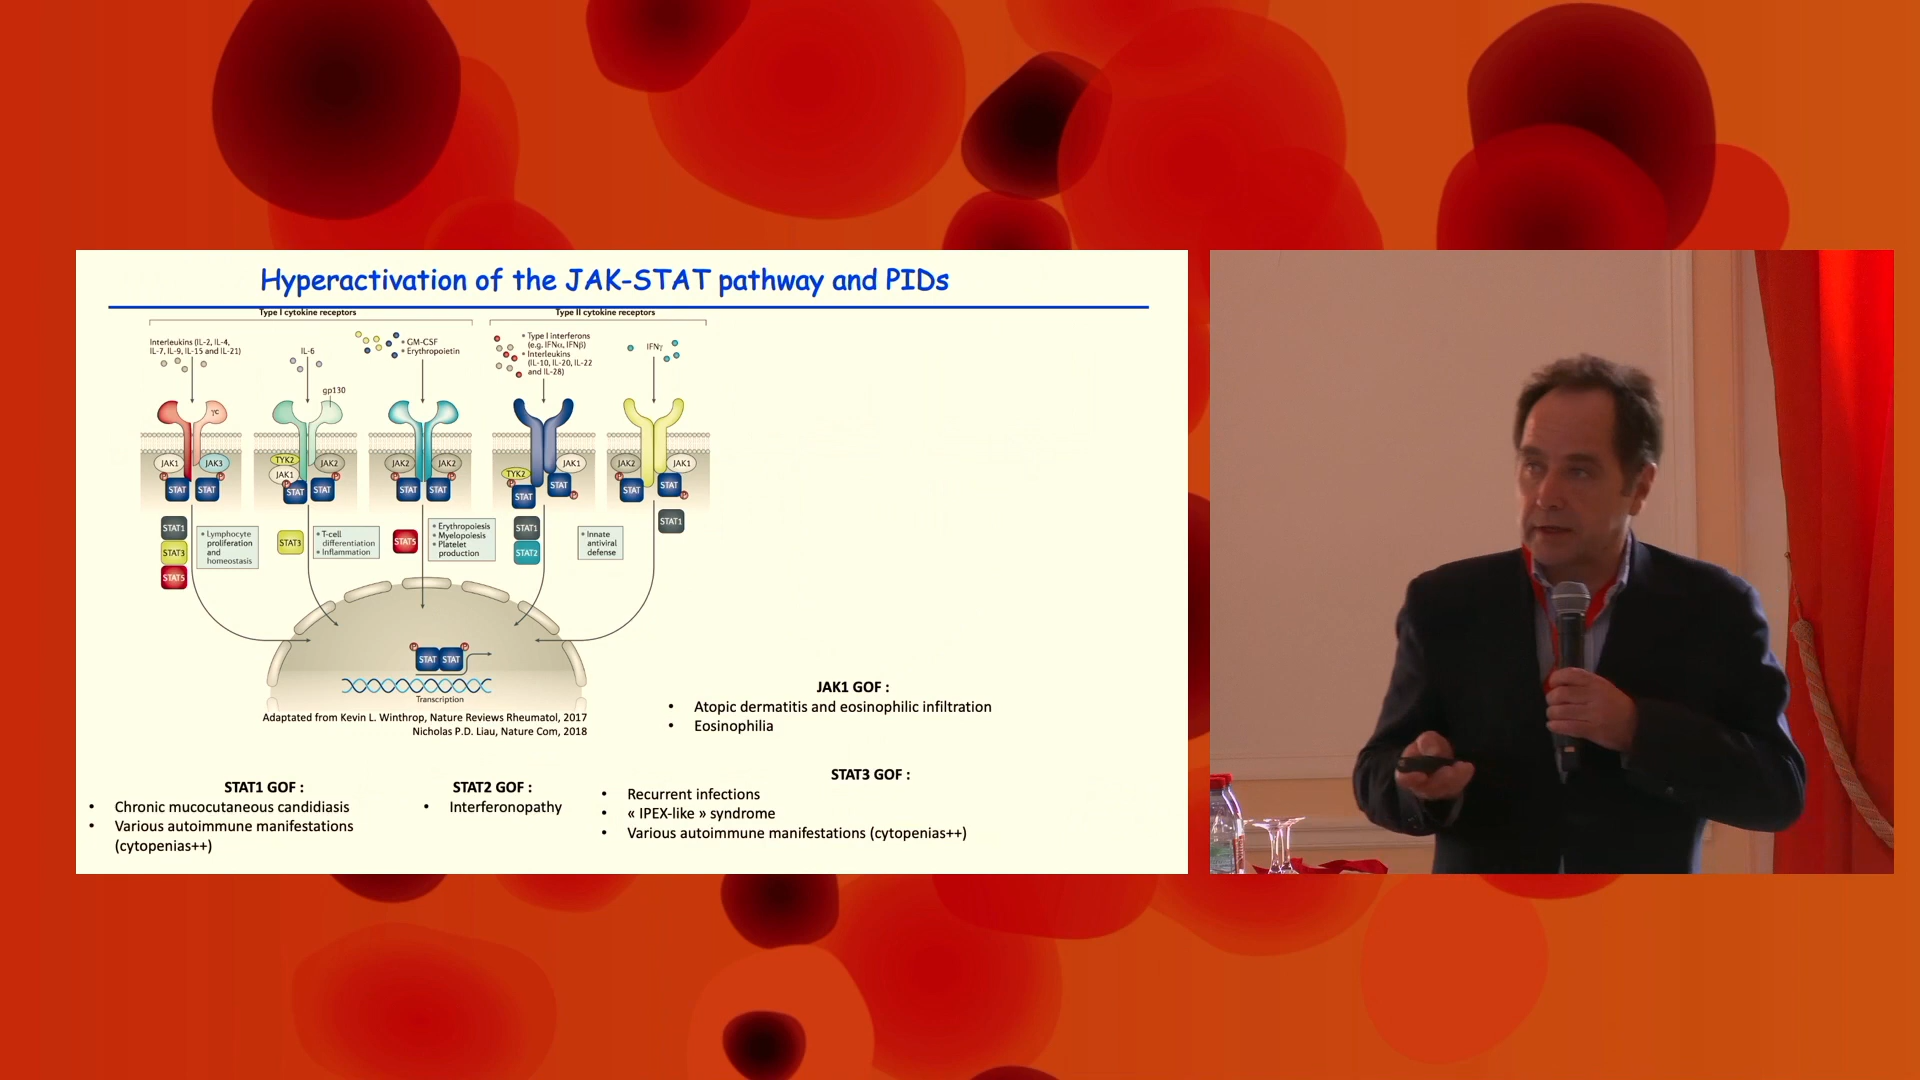 Hyperactivation of the JAK-STAT pathway and PIDs
Type I cytokine receptors
Type II cytokine receptors
Interleukins (IL-2, IL-4,
IL-7, IL-9, IL-15 and IL-21)
IL-6
• GM-CSF
• Erythropoietin
• Type I interferons
(e.g. IFNα, IFNβ)
• Interleukins
(IL-10, IL-20, IL-22
and IL-28)
IFNγ
gp130
γc
JAK1
JAK3
TYK2
JAK1
JAK2
JAK2
JAK2
TYK2
JAK1
JAK2
JAK1
P
P
P
P
P
P
P
P
STAT
STAT
STAT
STAT
STAT
STAT
STAT
STAT
STAT
STAT
STAT1
STAT3
STAT5
• Lymphocyte
proliferation
and
homeostasis
STAT3
• T-cell
differentiation
• Inflammation
STAT5
• Erythropoiesis
• Myelopoiesis
• Platelet
production
STAT1
STAT2
• Innate
antiviral
defense
STAT1
P
P
STAT
STAT
Transcription
Adaptated from Kevin L. Winthrop, Nature Reviews Rheumatol, 2017
Nicholas P.D. Liau, Nature Com, 2018
JAK1 GOF :
• Atopic dermatitis and eosinophilic infiltration
• Eosinophilia
STAT1 GOF :
• Chronic mucocutaneous candidiasis
• Various autoimmune manifestations
(cytopenias++)
STAT2 GOF :
• Interferonopathy
STAT3 GOF :
• Recurrent infections
• « IPEX-like » syndrome
• Various autoimmune manifestations (cytopenias++)